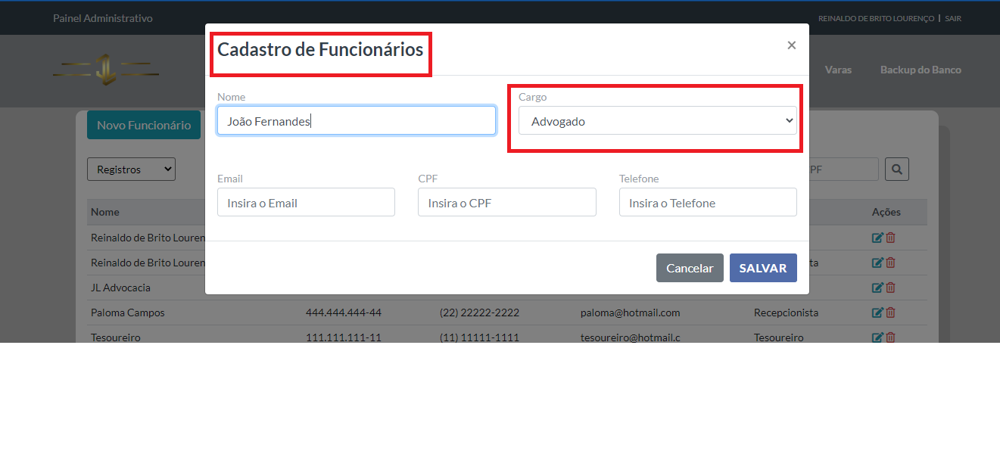 Painel Administrativo
REINALDO DE BRITO LOURENÇO | SAIR
Cadastro de Funcionários
×
Varas Backup do Banco
Nome Cargo
João Fernandes Advogado
Novo Funcionário
Registros PF
Email CPF Telefone
Insira o Email Insira o CPF Insira o Telefone
Nome Ações
Reinaldo de Brito Louren
Reinaldo de Brito Louren ta
Cancelar SALVAR
JL Advocacia
Paloma Campos 444.444.444-44 (22) 22222-2222 paloma@hotmail.com Recepcionista
Tesoureiro 111.111.111-11 (11) 11111-1111 tesoureiro@hotmail.c Tesoureiro